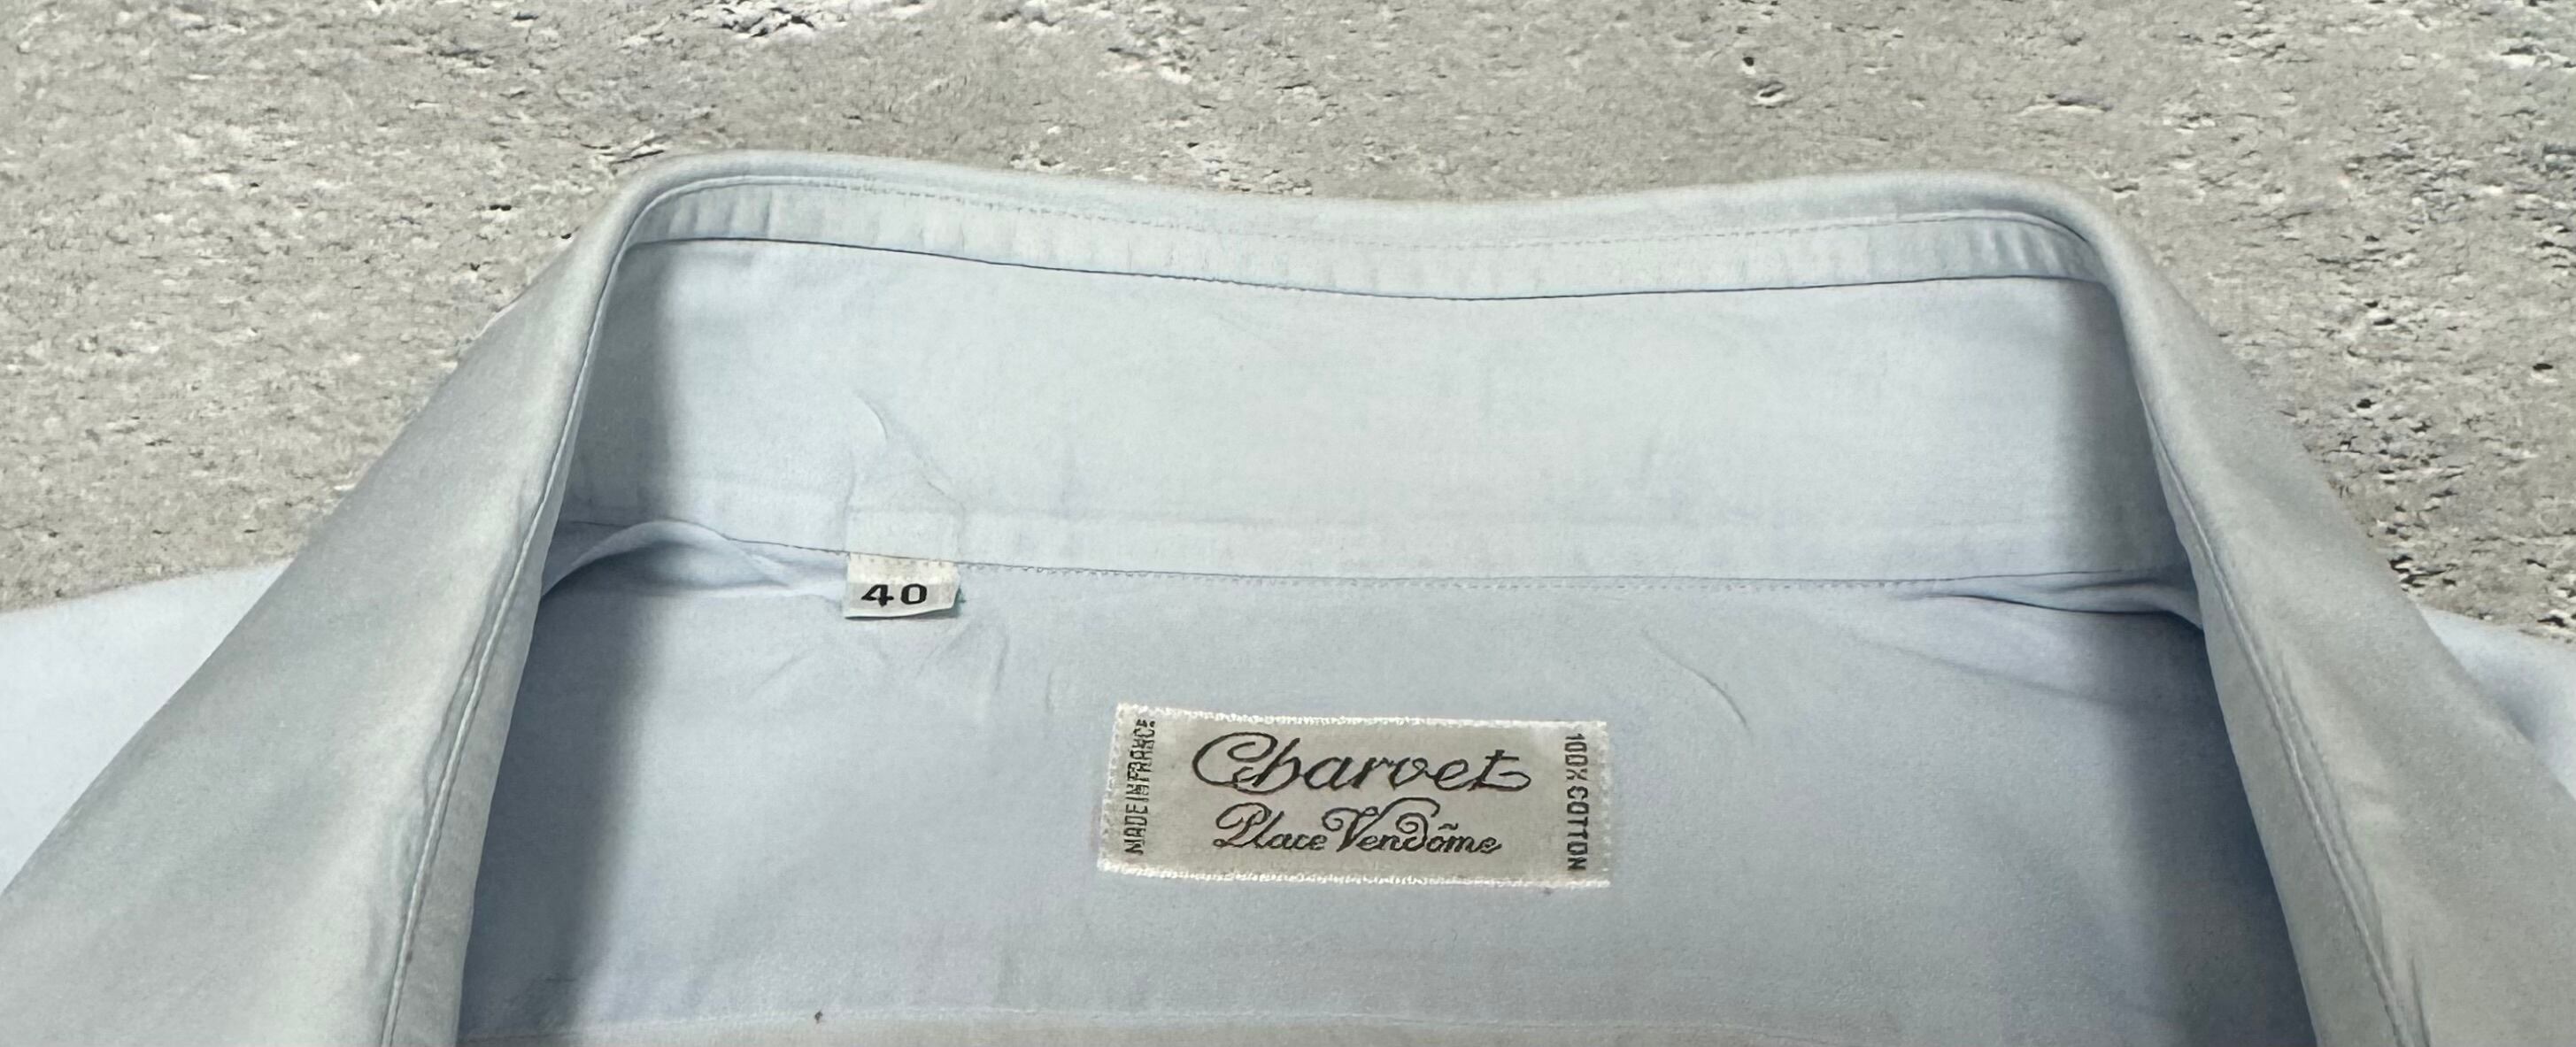 40
MADE IN FRANCE
Charvet
Place Vendôme
100% COTTON